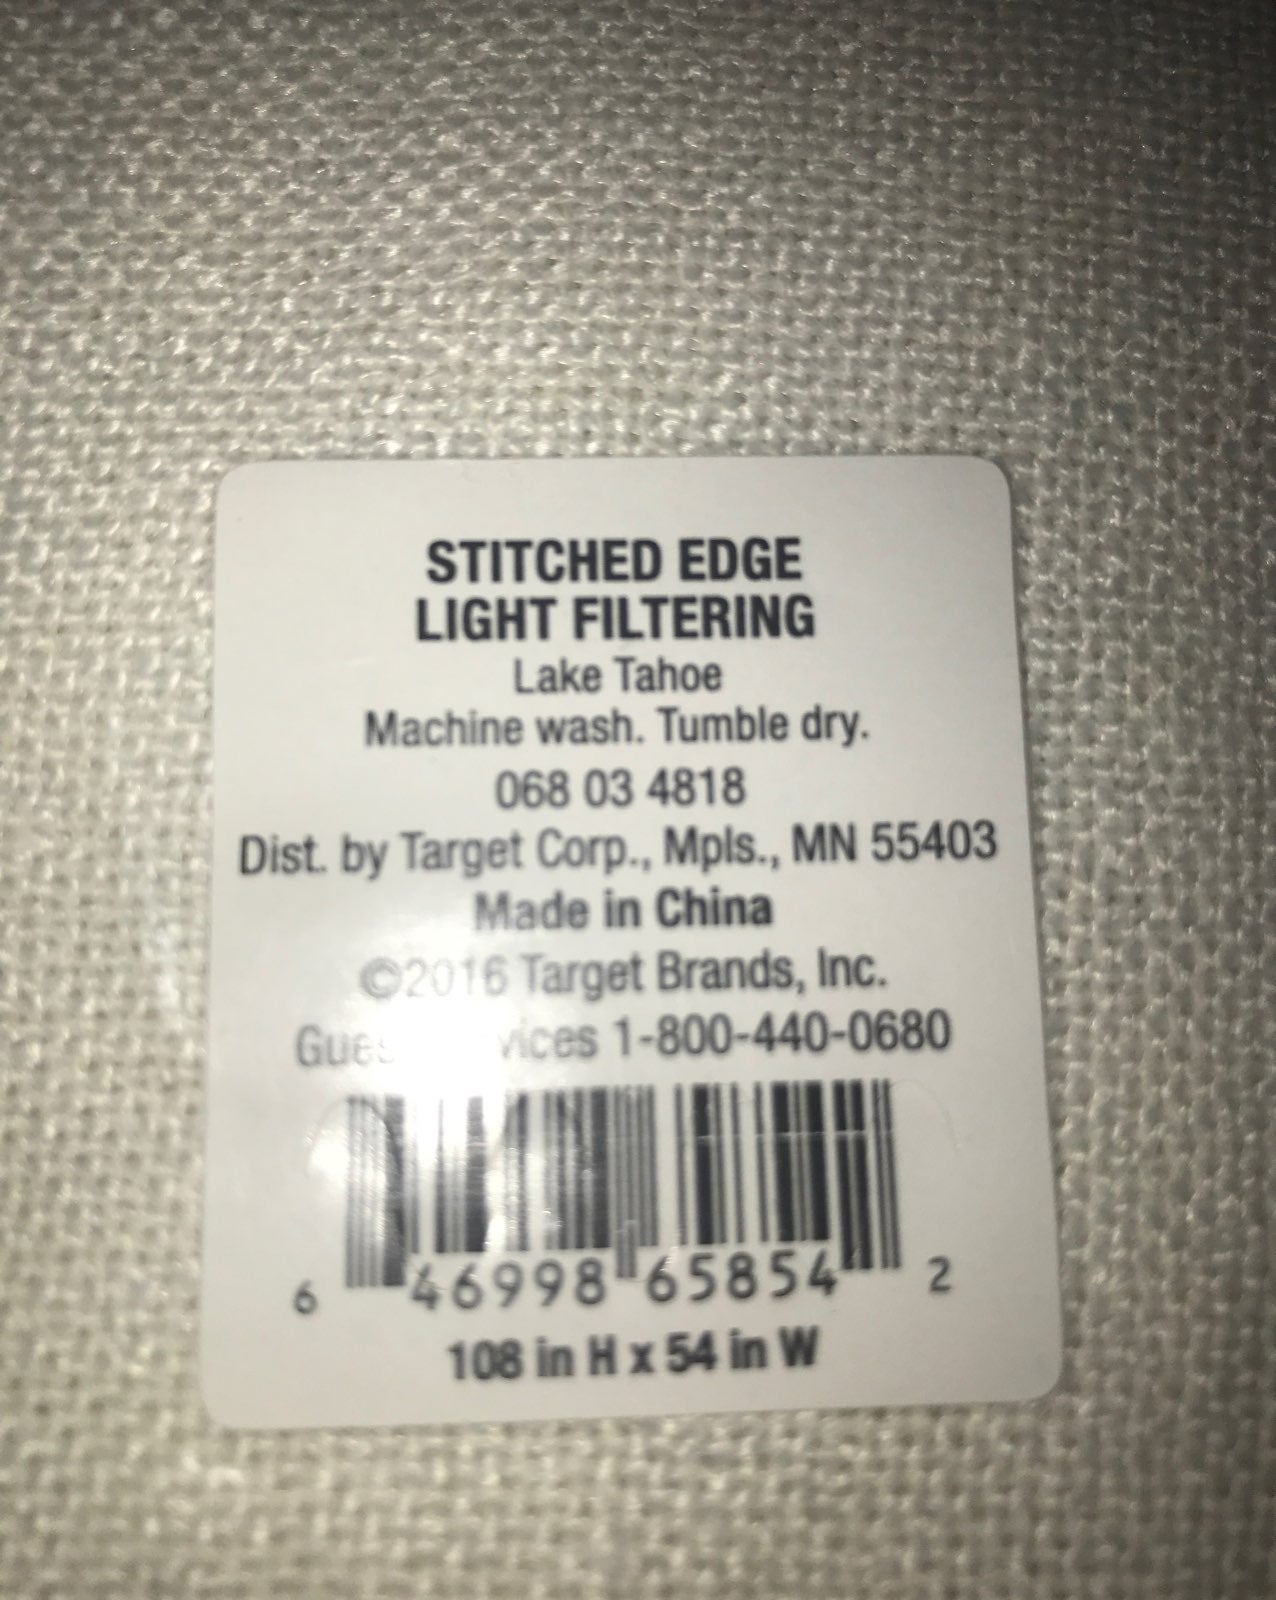 STITCHED EDGE
LIGHT FILTERING
Lake Tahoe
Machine wash. Tumble dry.
068 03 4818
Dist. by Target Corp., Mpls., MN 55403
Made in China
©2016 Target Brands, Inc.
1-800-440-0680
6 46998 65854 2
108 in H x 54 in W